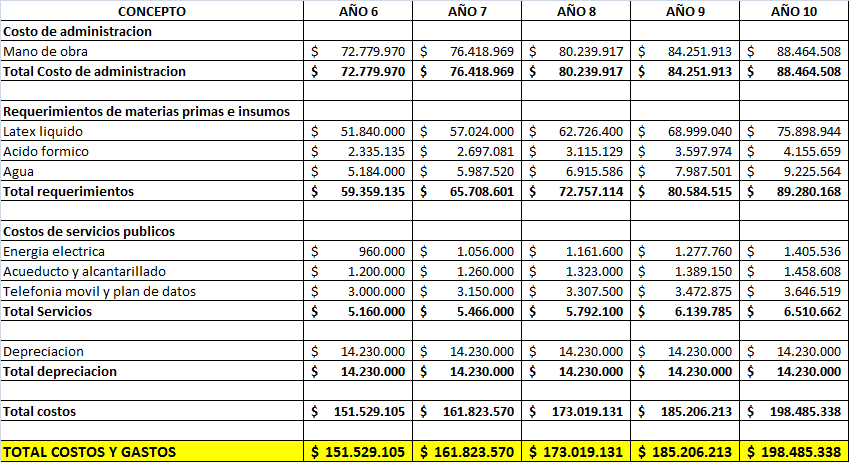 CONCEPTO AÑO 6 AÑO 7 AÑO 8 AÑO 9 AÑO 10
Costo de administracion
Mano de obra $ 72.779.970 $ 76.418.969 $ 80.239.917 $ 84.251.913 $ 88.464.508
Total Costo de administracion $ 72.779.970 $ 76.418.969 $ 80.239.917 $ 84.251.913 $ 88.464.508
Requerimientos de materias primas e insumos
Latex liquido $ 51.840.000 $ 57.024.000 $ 62.726.400 $ 68.999.040 $ 75.898.944
Acido formico $ 2.335.135 $ 2.697.081 $ 3.115.129 $ 3.597.974 $ 4.155.659
Agua $ 5.184.000 $ 5.987.520 $ 6.915.586 $ 7.987.501 $ 9.225.564
Total requerimientos $ 59.359.135 $ 65.708.601 $ 72.757.114 $ 80.584.515 $ 89.280.168
Costos de servicios publicos
Energia electrica $ 960.000 $ 1.056.000 $ 1.161.600 $ 1.277.760 $ 1.405.536
Acueducto y alcantarillado $ 1.200.000 $ 1.260.000 $ 1.323.000 $ 1.389.150 $ 1.458.608
Telefonia movil y plan de datos $ 3.000.000 $ 3.150.000 $ 3.307.500 $ 3.472.875 $ 3.646.519
Total Servicios $ 5.160.000 $ 5.466.000 $ 5.792.100 $ 6.139.785 $ 6.510.662
Depreciacion $ 14.230.000 $ 14.230.000 $ 14.230.000 $ 14.230.000 $ 14.230.000
Total depreciacion $ 14.230.000 $ 14.230.000 $ 14.230.000 $ 14.230.000 $ 14.230.000
Total costos $ 151.529.105 $ 161.823.570 $ 173.019.131 $ 185.206.213 $ 198.485.338
TOTAL COSTOS Y GASTOS $ 151.529.105 $ 161.823.570 $ 173.019.131 $ 185.206.213 $ 198.485.338